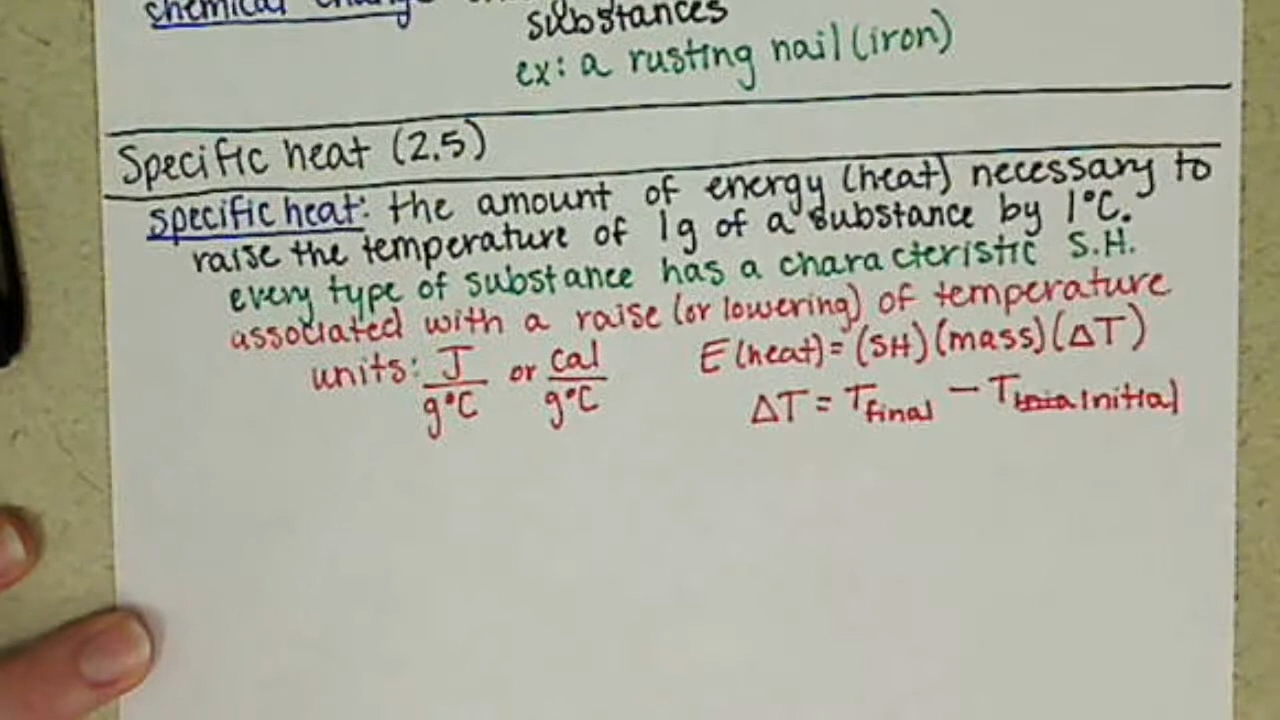 chemical change
substances
ex: a rusting nail (iron)
Specific heat (2.5)
specific heat: the amount of energy (heat) necessary to
raise the temperature of 1g of a substance by 1°C.
every type of substance has a characteristic S.H.
associated with a raise (or lowering) of temperature
units: J/g°C or cal/g°C E(heat) = (SH)(mass)(ΔT)
ΔT = Tfinal - Tinitial